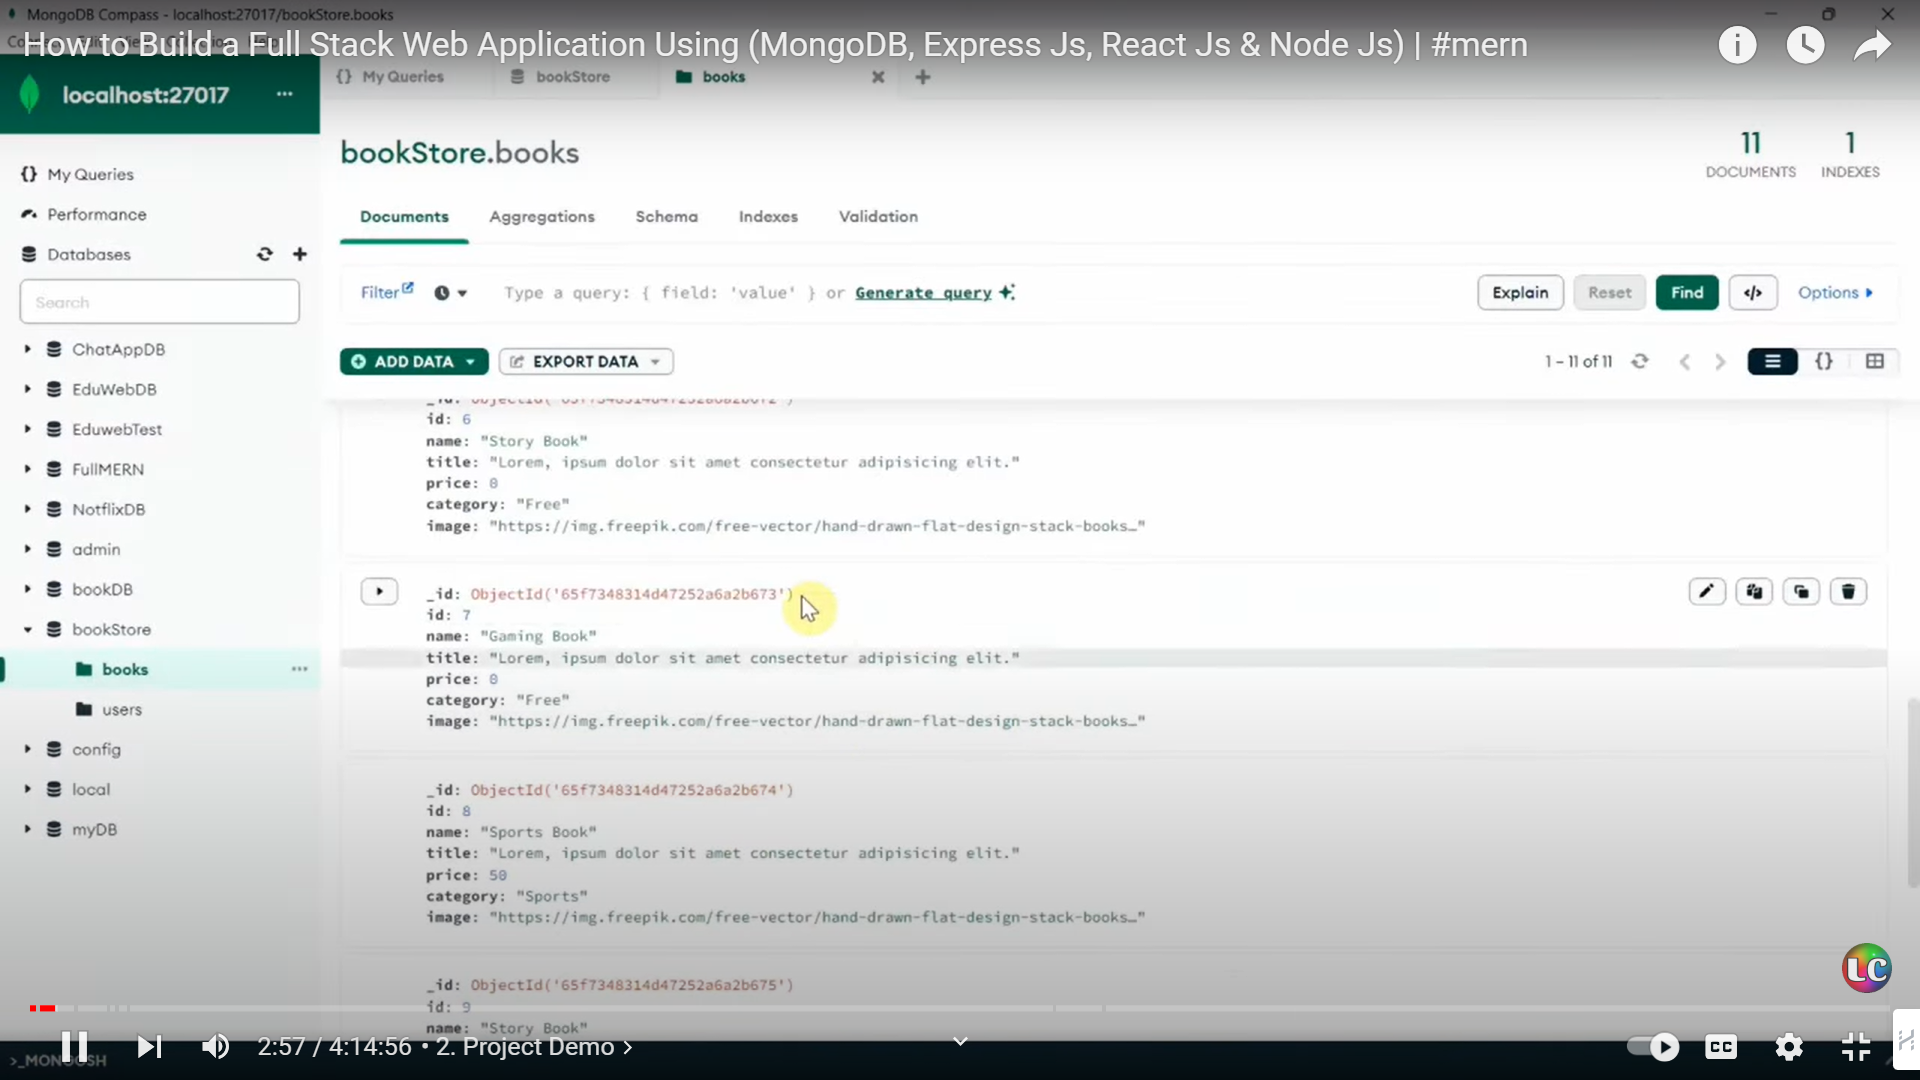 MongoDB Compass - localhost:27017/bookStore.books
How to Build a Full Stack Web Application Using (MongoDB, Express Js, React Js & Node Js) | #mern
localhost:27017
My Queries
bookStore
books
bookStore.books
11
DOCUMENTS
1
INDEXES
{} My Queries
Performance
Databases
Search
ChatAppDB
EduWebDB
EduwebTest
FullMERN
NotflixDB
admin
bookDB
bookStore
books
users
config
local
myDB
Documents
Aggregations
Schema
Indexes
Validation
Filter
Type a query: { field: 'value' } or Generate query
Explain
Reset
Find
</>
Options
ADD DATA
EXPORT DATA
1 – 11 of 11
{}
id: 6
name: "Story Book"
title: "Lorem, ipsum dolor sit amet consectetur adipisicing elit."
price: 0
category: "Free"
image: "https://img.freepik.com/free-vector/hand-drawn-flat-design-stack-books…"
_id: ObjectId('65f7348314d47252a6a2b673')
id: 7
name: "Gaming Book"
title: "Lorem, ipsum dolor sit amet consectetur adipisicing elit."
price: 0
category: "Free"
image: "https://img.freepik.com/free-vector/hand-drawn-flat-design-stack-books…"
_id: ObjectId('65f7348314d47252a6a2b674')
id: 8
name: "Sports Book"
title: "Lorem, ipsum dolor sit amet consectetur adipisicing elit."
price: 50
category: "Sports"
image: "https://img.freepik.com/free-vector/hand-drawn-flat-design-stack-books…"
_id: ObjectId('65f7348314d47252a6a2b675')
id: 9
name: "Story Book"
LC
2:57 / 4:14:56 • 2. Project Demo >
CC
>_MONGOSH